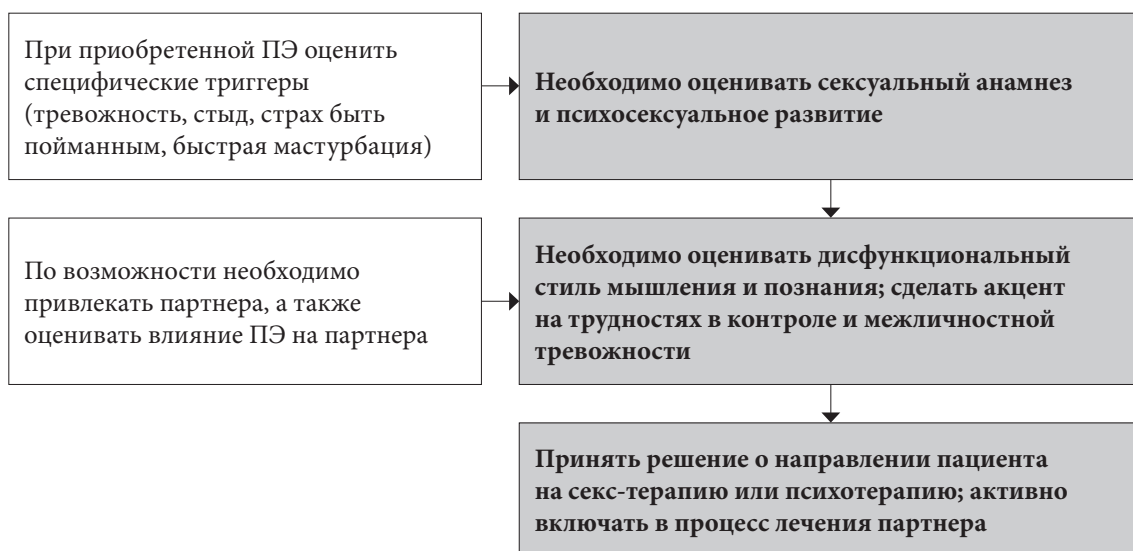 При приобретенной ПЭ оценить
специфические триггеры
(тревожность, стыд, страх быть
пойманным, быстрая мастурбация)
Необходимо оценивать сексуальный анамнез
и психосексуальное развитие
По возможности необходимо
привлекать партнера, а также
оценивать влияние ПЭ на партнера
Необходимо оценивать дисфункциональный
стиль мышления и познания; сделать акцент
на трудностях в контроле и межличностной
тревожности
Принять решение о направлении пациента
на секс-терапию или психотерапию; активно
включать в процесс лечения партнера